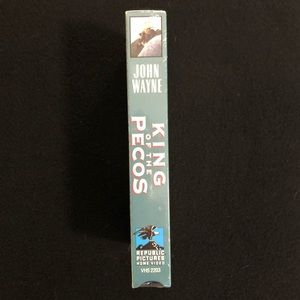 JOHN
WAYNE
KING
OF THE
PECOS
REPUBLIC
PICTURES
HOME VIDEO
VHS 2203